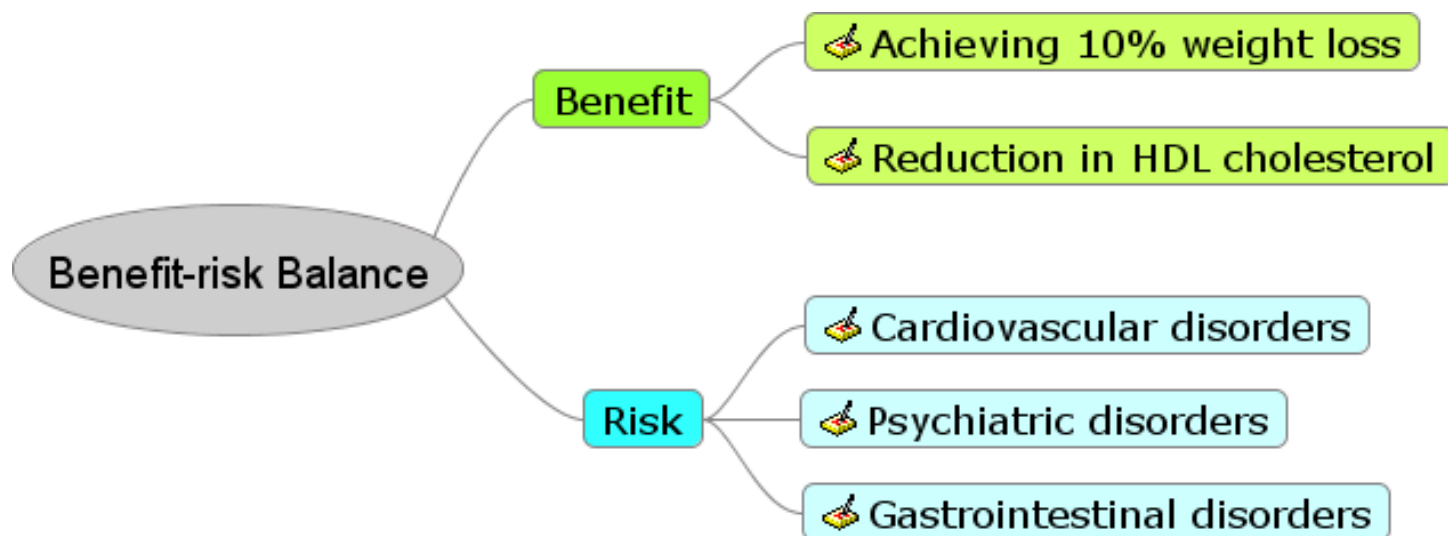 Benefit-risk Balance
Benefit
Achieving 10% weight loss
Reduction in HDL cholesterol
Risk
Cardiovascular disorders
Psychiatric disorders
Gastrointestinal disorders